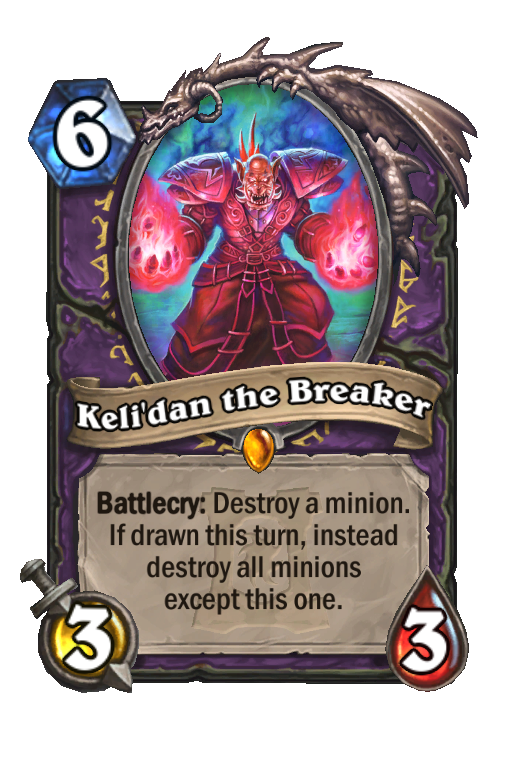 6
Keli'dan the Breaker
Battlecry: Destroy a minion.
If drawn this turn, instead
destroy all minions
except this one.
3
3